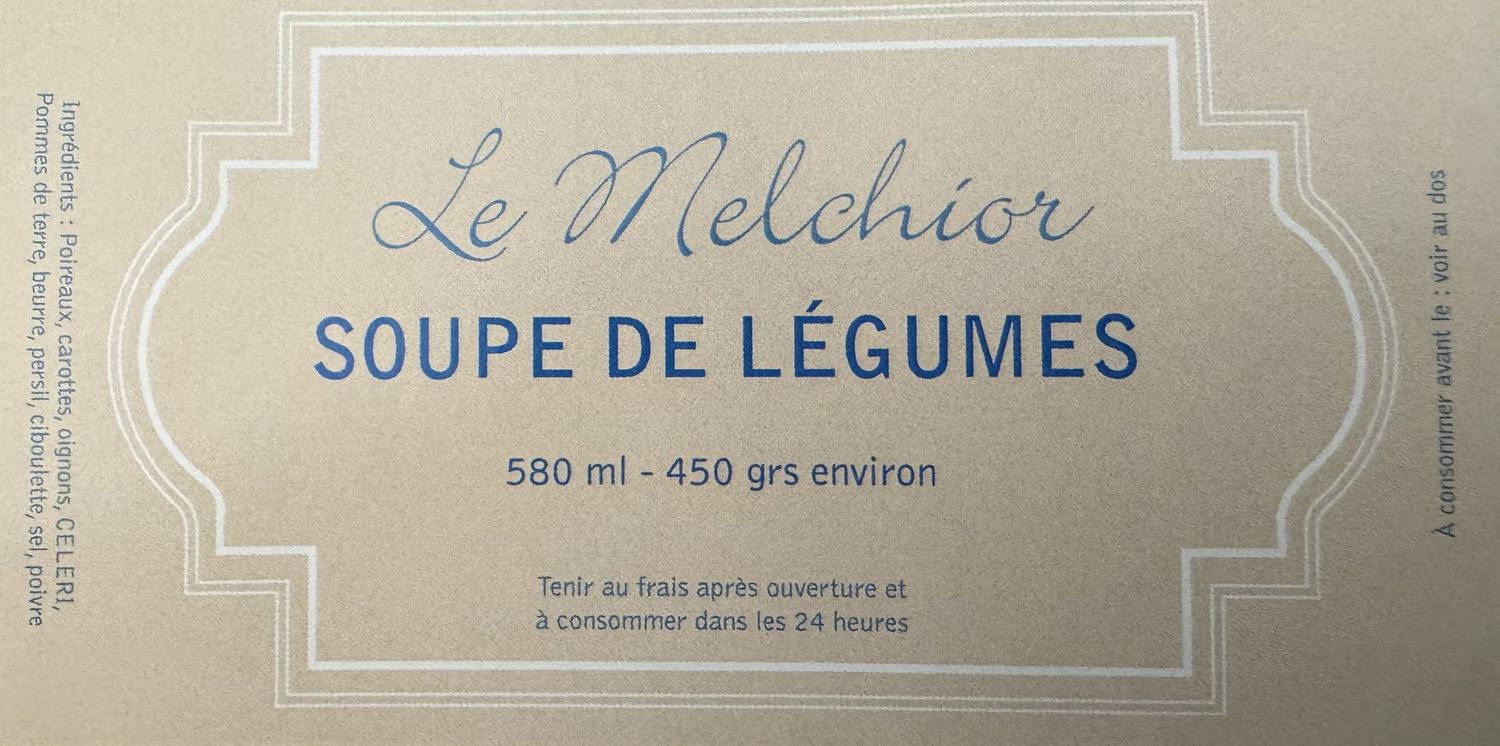 Le Melchior
SOUPE DE LÉGUMES
580 ml - 450 grs environ
Tenir au frais après ouverture et
à consommer dans les 24 heures
Ingrédients : Poireaux, carottes, oignons, CELERI,
Pommes de terre, beurre, persil, ciboulette, sel, poivre
À consommer avant le : voir au dos